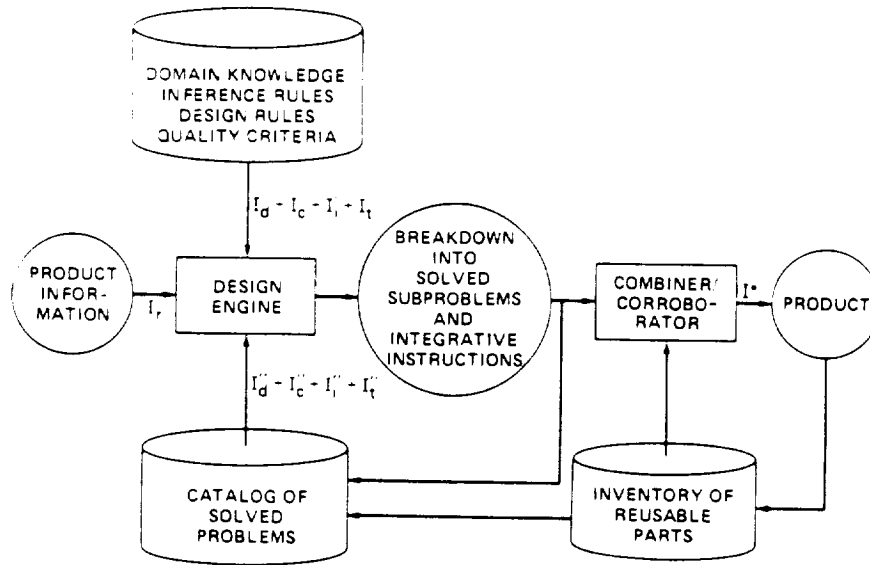 DOMAIN KNOWLEDGE
INFERENCE RULES
DESIGN RULES
QUALITY CRITERIA
I_d + I_c + I_i + I_t
PRODUCT
INFOR-
MATION
I_r
DESIGN
ENGINE
BREAKDOWN
INTO
SOLVED
SUBPROBLEMS
AND
INTEGRATIVE
INSTRUCTIONS
COMBINER/
CORROBO-
RATOR
I*
PRODUCT
I_d'' + I_c'' + I_i'' + I_t''
CATALOG OF
SOLVED
PROBLEMS
INVENTORY OF
REUSABLE
PARTS